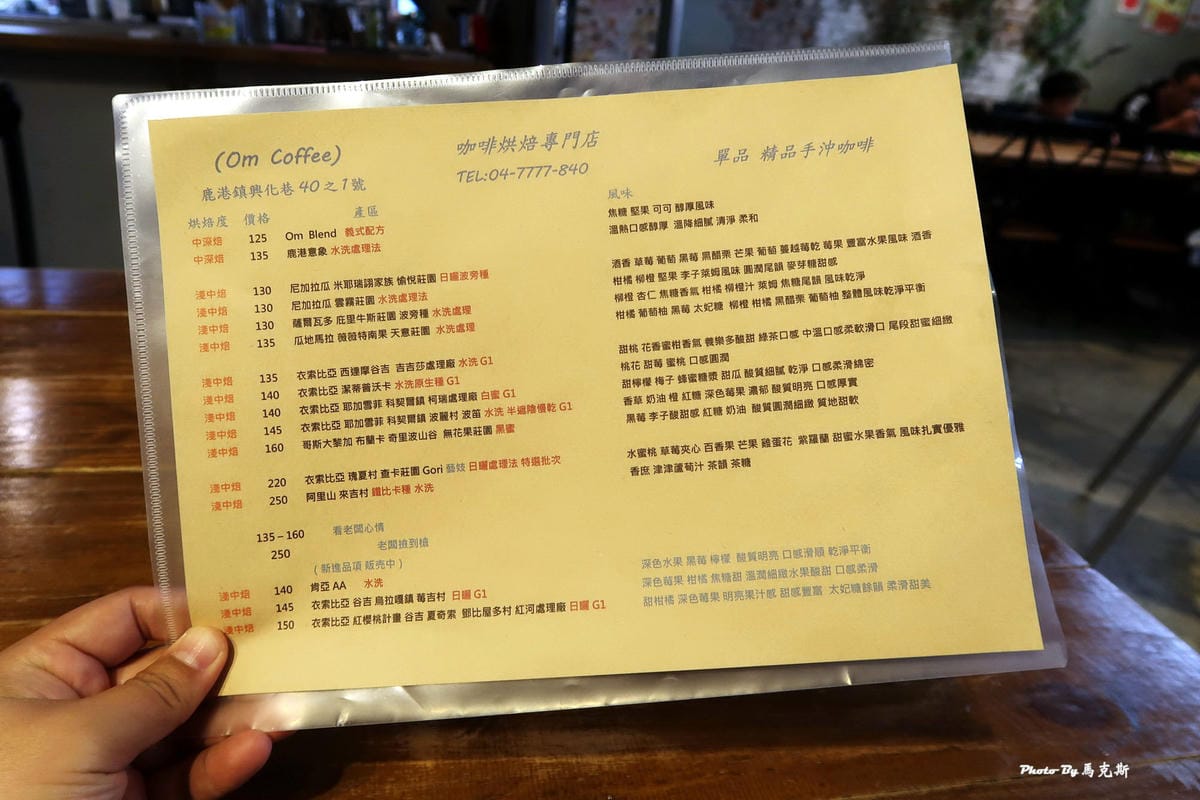 (Om Coffee) 咖啡烘焙專門店 單品 精品手沖咖啡
鹿港鎮興化巷40之1號 TEL:04-7777-840
烘焙度 價格 產區 風味
中深焙 125 Om Blend 義式配方 焦糖 堅果 可可 醇厚風味
中深焙 135 鹿港意象 水洗處理法 溫熱口感醇厚 溫降細膩 清淨 柔和
淺中焙 130 尼加拉瓜 米耶瑞詡家族 愉悅莊園 日曬波旁種 酒香 草莓 葡萄 黑莓 黑醋栗 芒果 葡萄 蔓越莓乾 莓果 豐富水果風味 酒香
淺中焙 130 尼加拉瓜 雲霧莊園 水洗處理法 柑橘 柳橙 堅果 李子萊姆風味 圓潤尾韻 麥芽糖甜感
淺中焙 130 薩爾瓦多 庇里牛斯莊園 波旁種 水洗處理 柳橙 杏仁 焦糖香氣 柑橘 柳橙汁 萊姆 焦糖尾韻 風味乾淨
淺中焙 135 瓜地馬拉 薇薇特南果 天意莊園 水洗處理 柑橘 葡萄柚 黑莓 太妃糖 柳橙 柑橘 黑醋栗 葡萄柚 整體風味乾淨平衡
淺中焙 135 衣索比亞 西達摩谷吉 吉吉莎處理廠 水洗 G1 甜桃 花香蜜柑香氣 養樂多酸甜 綠茶口感 中溫口感柔軟滑口 尾段甜蜜細緻
淺中焙 140 衣索比亞 潔蒂普沃卡 水洗原生種 G1 桃花 甜莓 蜜桃 口感圓潤
淺中焙 140 衣索比亞 耶加雪菲 科契爾鎮 柯瑞處理廠 白蜜 G1 甜檸檬 梅子 蜂蜜糖漿 甜瓜 酸質細膩 乾淨 口感柔滑綿密
淺中焙 145 衣索比亞 耶加雪菲 科契爾鎮 波麗村 波笛 水洗 半遮陰慢乾 G1 香草 奶油 橙 紅糖 深色莓果 濃郁 酸質明亮 口感厚實
淺中焙 160 哥斯大黎加 布蘭卡 奇里波山谷 無花果莊園 黑蜜 黑莓 李子酸甜感 紅糖 奶油 酸質圓潤細緻 質地甜軟
淺中焙 220 衣索比亞 瑰夏村 查卡莊園 Gori 藝妓 日曬處理法 特選批次 水蜜桃 草莓夾心 百香果 芒果 雞蛋花 紫羅蘭 甜蜜水果香氣 風味扎實優雅
淺中焙 250 阿里山 來吉村 鐵比卡種 水洗 香庶 津津蘆荀汁 茶韻 茶糖
135 – 160 看老闆心情
250 老闆撿到槍
( 新進品項 販売中 )
淺中焙 140 肯亞 AA 水洗 深色水果 黑莓 檸檬 酸質明亮 口感滑順 乾淨平衡
淺中焙 145 衣索比亞 谷吉 烏拉嘎鎮 莓吉村 日曬 G1 深色莓果 柑橘 焦糖甜 溫潤細緻水果酸甜 口感柔滑
淺中焙 150 衣索比亞 紅櫻桃計畫 谷吉 夏奇索 鄧比屋多村 紅河處理廠 日曬 G1 甜柑橘 深色莓果 明亮果汁感 甜感豐富 太妃糖餘韻 柔滑甜美
Photo By 馬克斯